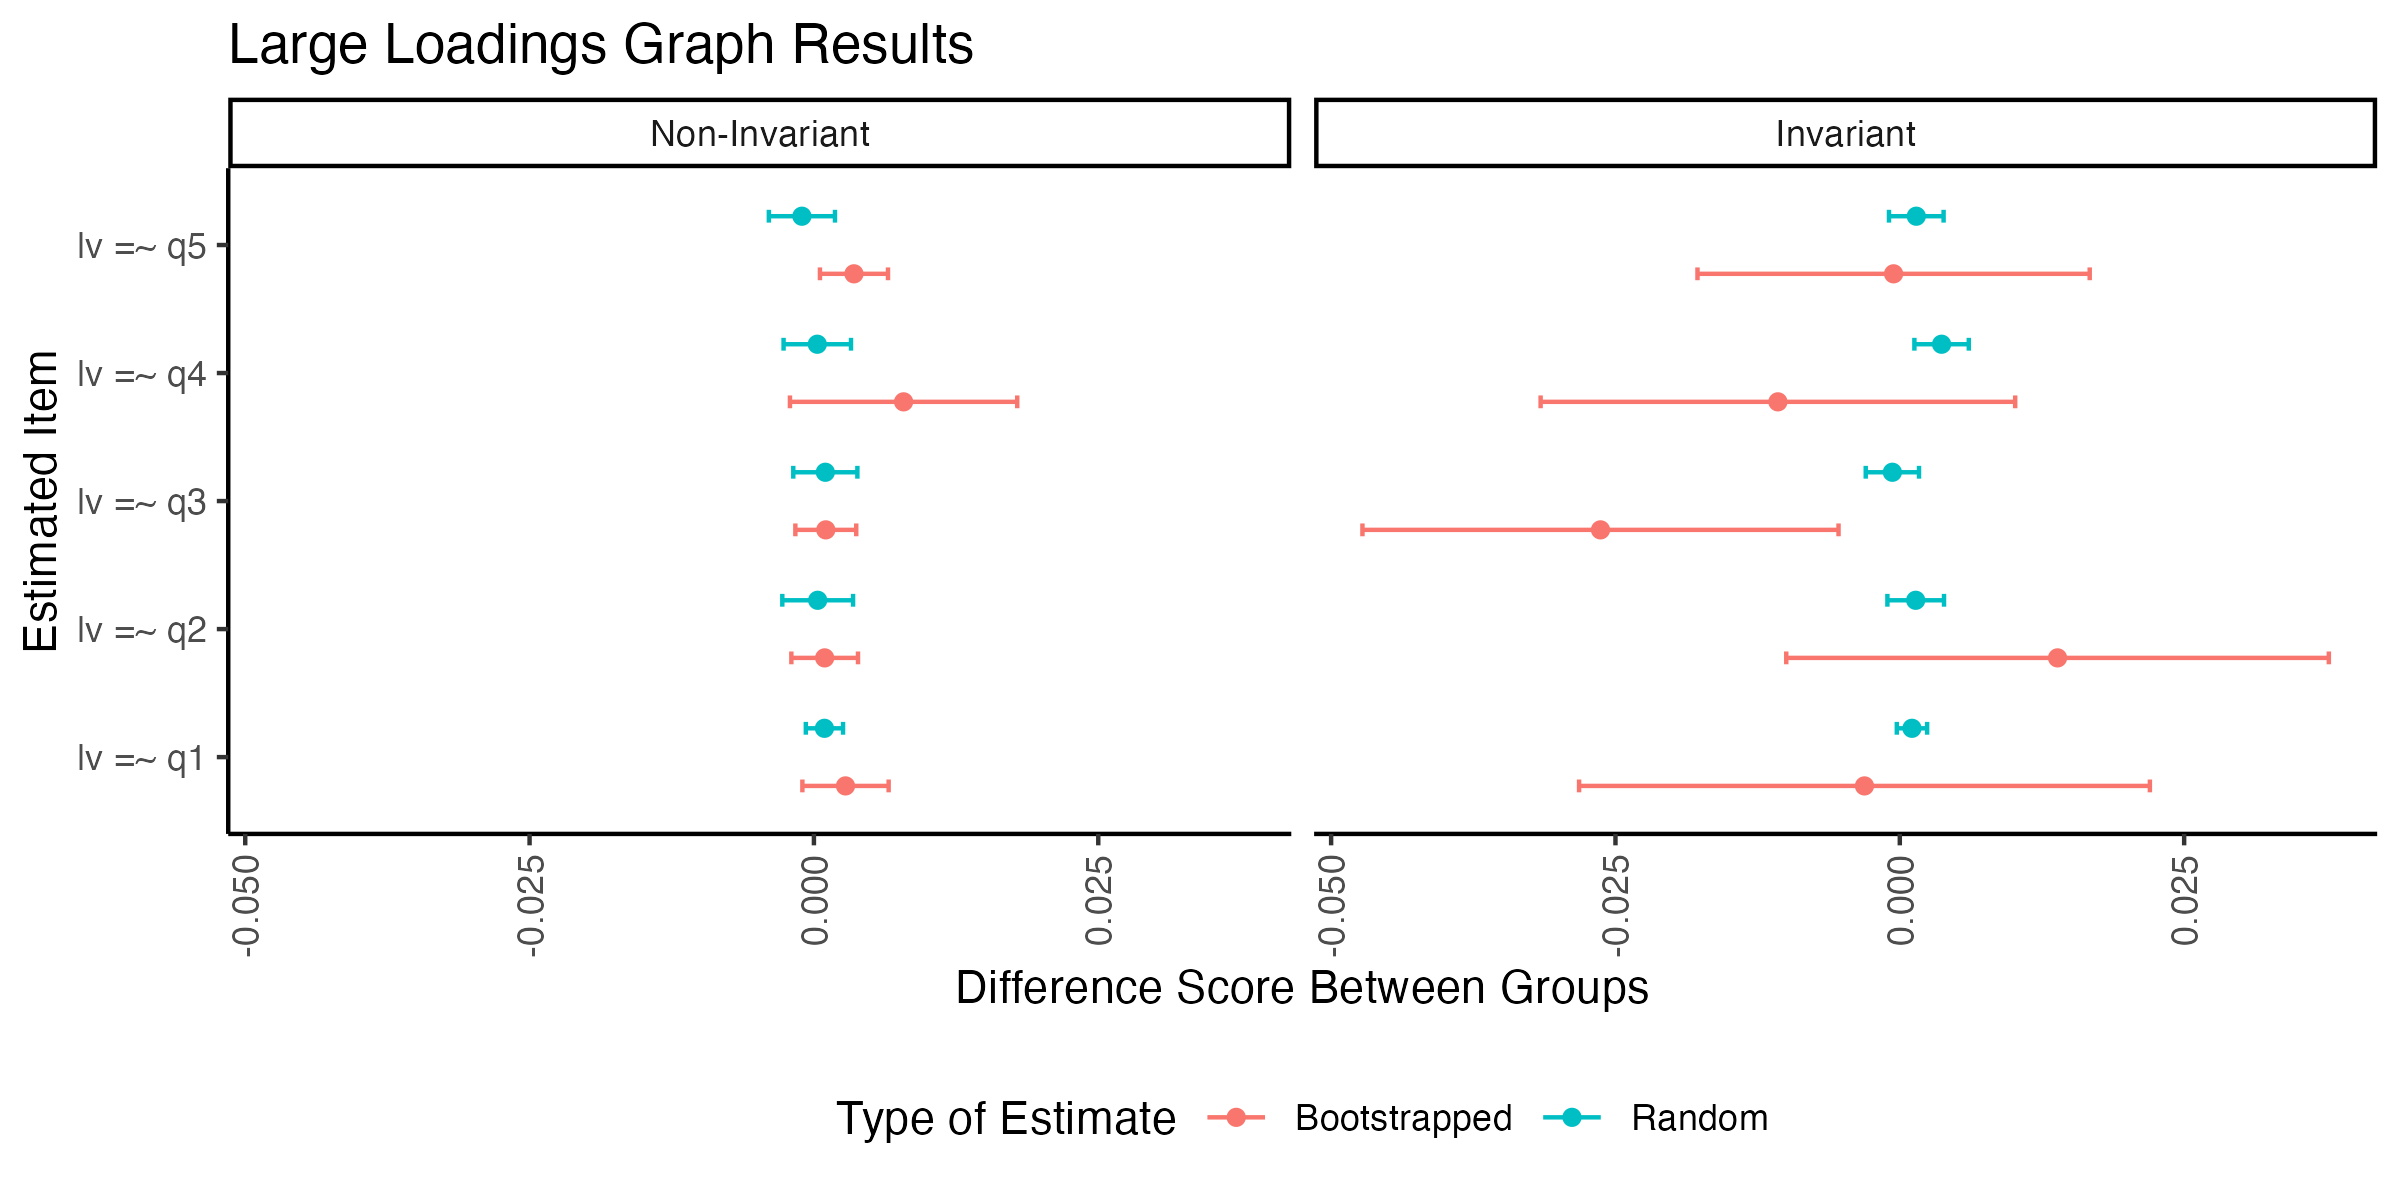 Large Loadings Graph Results
Non-Invariant
Invariant
Estimated Item
lv =~ q5
lv =~ q4
lv =~ q3
lv =~ q2
lv =~ q1
-0.050
-0.025
0.000
0.025
-0.050
-0.025
0.000
0.025
Difference Score Between Groups
Type of Estimate
Bootstrapped
Random